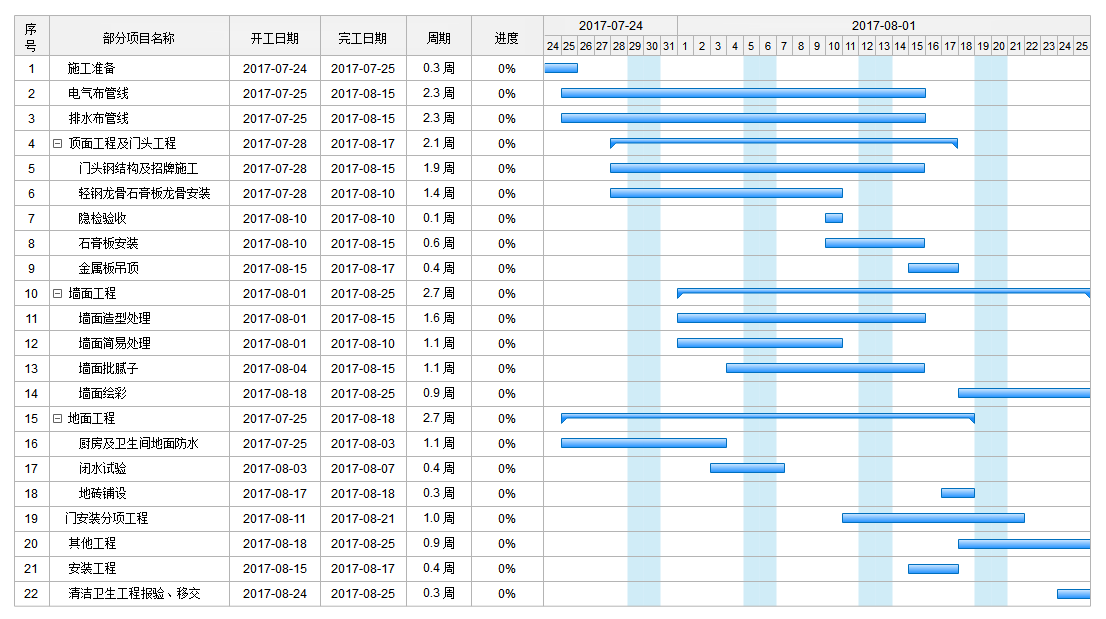 序号 部分项目名称 开工日期 完工日期 周期 进度 2017-07-24 2017-08-01
24 25 26 27 28 29 30 31 1 2 3 4 5 6 7 8 9 10 11 12 13 14 15 16 17 18 19 20 21 22 23 24 25
1 施工准备 2017-07-24 2017-07-25 0.3 周 0%
2 电气布管线 2017-07-25 2017-08-15 2.3 周 0%
3 排水布管线 2017-07-25 2017-08-15 2.3 周 0%
4 顶面工程及门头工程 2017-07-28 2017-08-17 2.1 周 0%
5 门头钢结构及招牌施工 2017-07-28 2017-08-15 1.9 周 0%
6 轻钢龙骨石膏板龙骨安装 2017-07-28 2017-08-10 1.4 周 0%
7 隐检验收 2017-08-10 2017-08-10 0.1 周 0%
8 石膏板安装 2017-08-10 2017-08-15 0.6 周 0%
9 金属板吊顶 2017-08-15 2017-08-17 0.4 周 0%
10 墙面工程 2017-08-01 2017-08-25 2.7 周 0%
11 墙面造型处理 2017-08-01 2017-08-15 1.6 周 0%
12 墙面简易处理 2017-08-01 2017-08-10 1.1 周 0%
13 墙面批腻子 2017-08-04 2017-08-15 1.1 周 0%
14 墙面绘彩 2017-08-18 2017-08-25 0.9 周 0%
15 地面工程 2017-07-25 2017-08-18 2.7 周 0%
16 厨房及卫生间地面防水 2017-07-25 2017-08-03 1.1 周 0%
17 闭水试验 2017-08-03 2017-08-07 0.4 周 0%
18 地砖铺设 2017-08-17 2017-08-18 0.3 周 0%
19 门安装分项工程 2017-08-11 2017-08-21 1.0 周 0%
20 其他工程 2017-08-18 2017-08-25 0.9 周 0%
21 安装工程 2017-08-15 2017-08-17 0.4 周 0%
22 清洁卫生工程报验、移交 2017-08-24 2017-08-25 0.3 周 0%